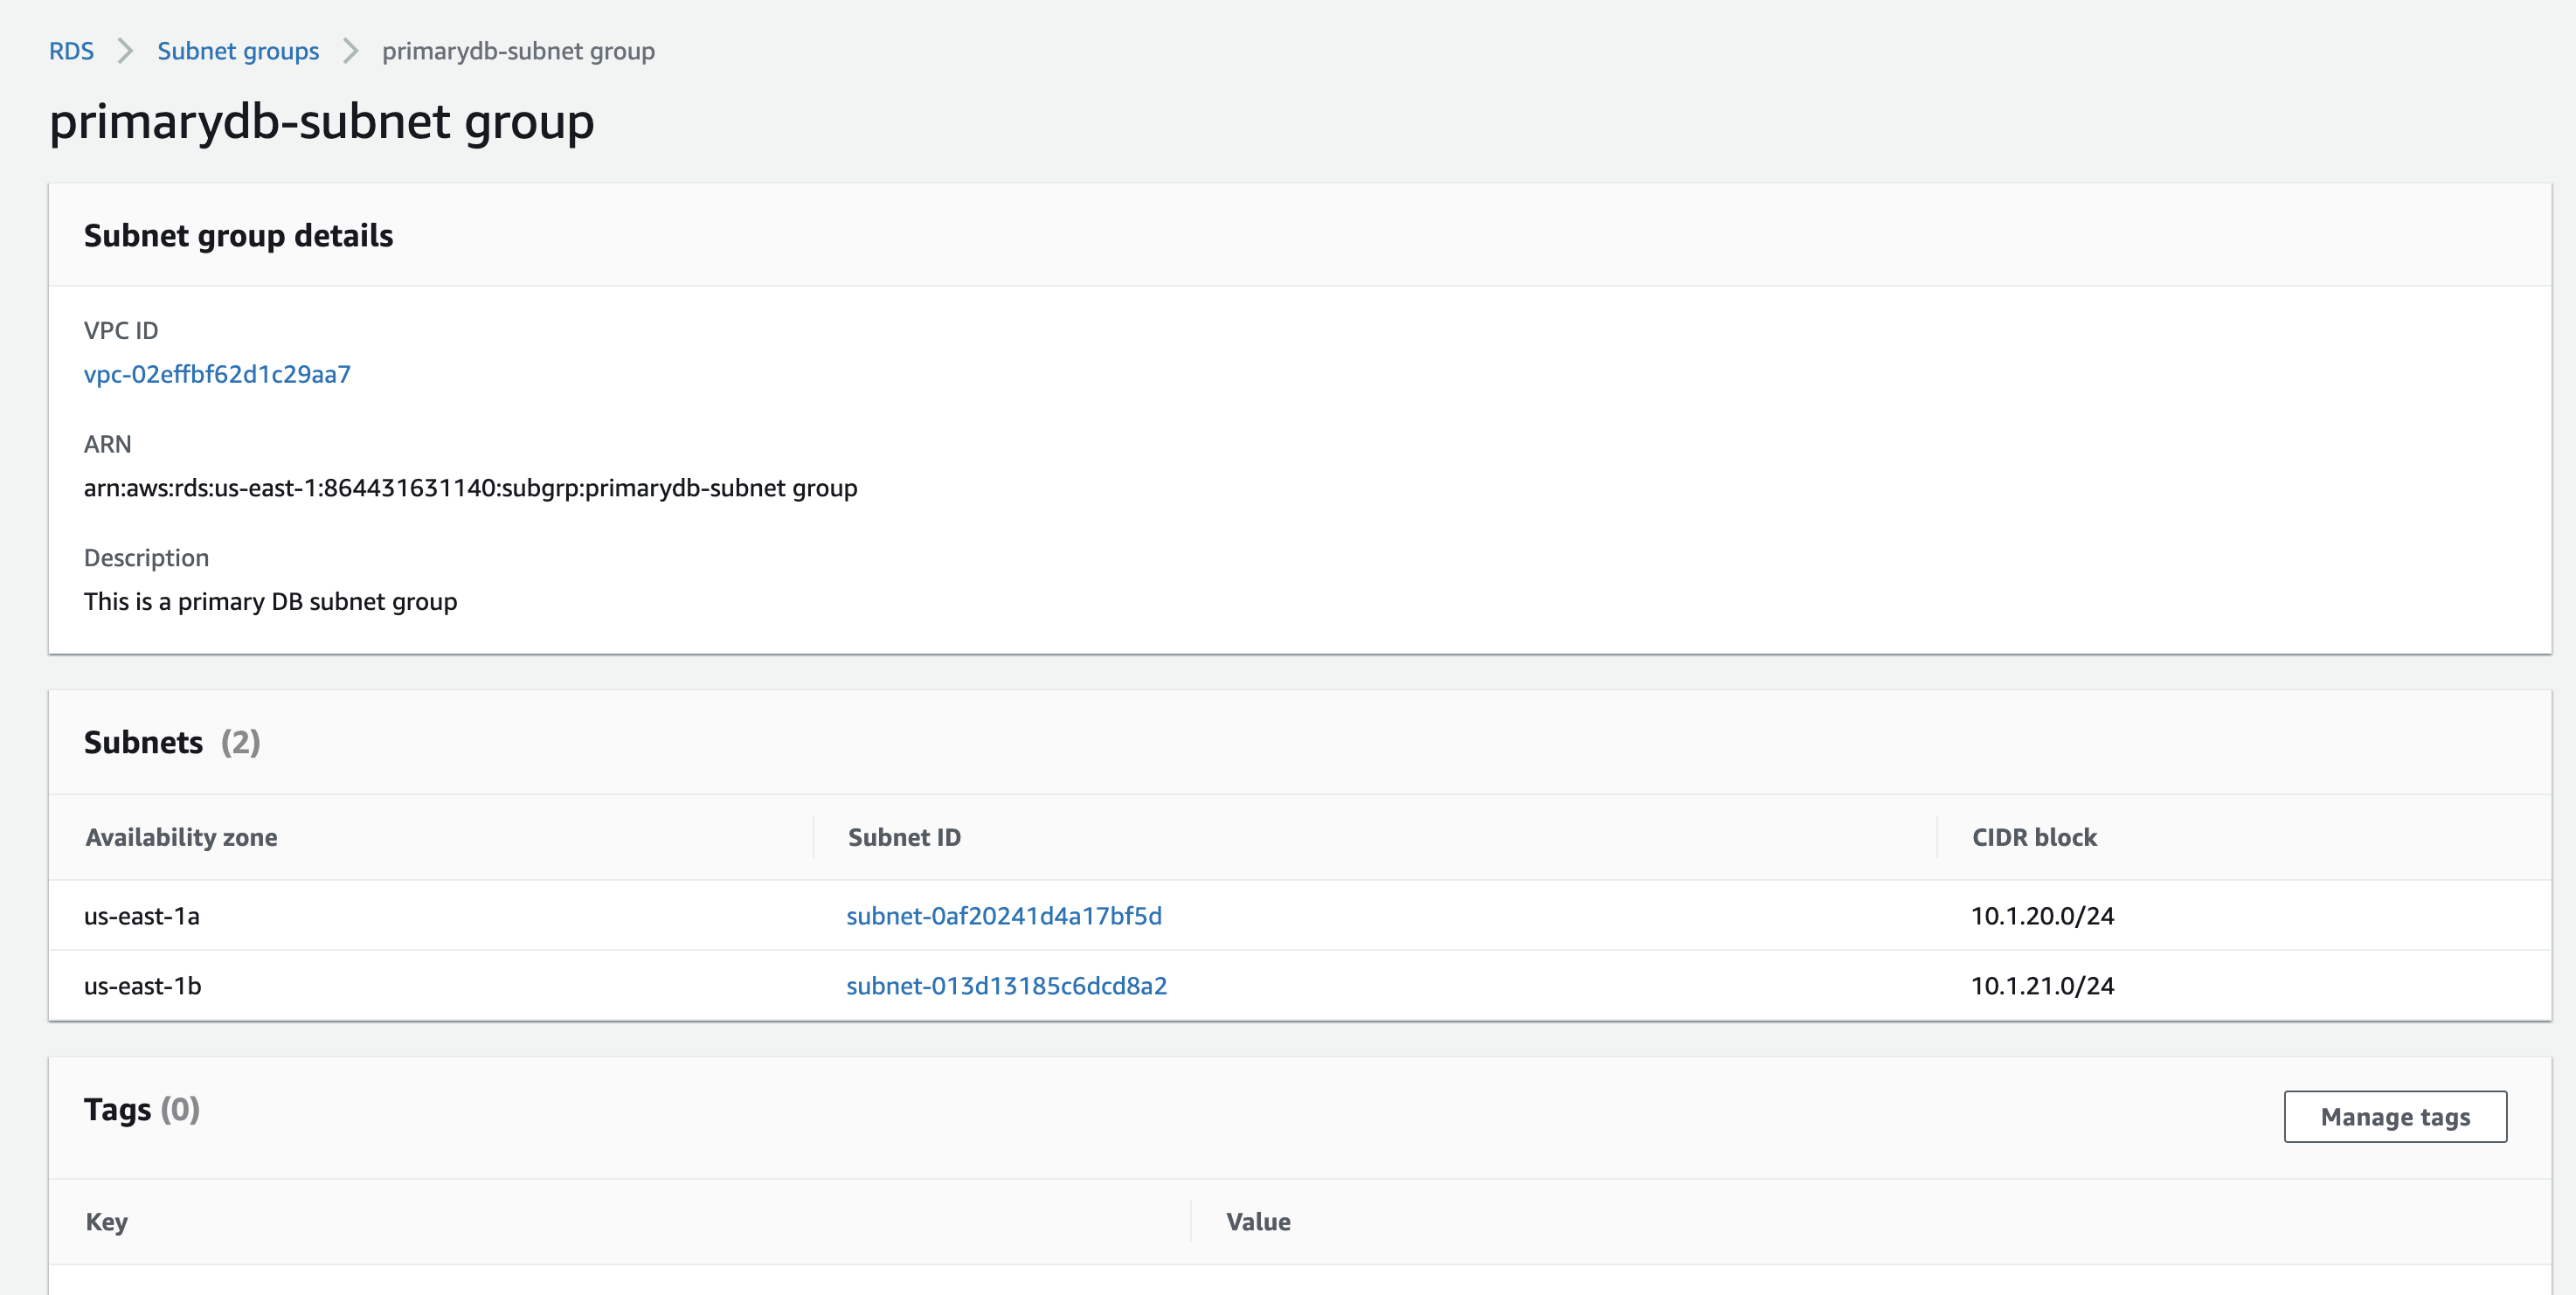 RDS > Subnet groups > primarydb-subnet group
primarydb-subnet group
Subnet group details
VPC ID
vpc-02effbf62d1c29aa7
ARN
arn:aws:rds:us-east-1:864431631140:subgrp:primarydb-subnet group
Description
This is a primary DB subnet group
Subnets (2)
Availability zone Subnet ID CIDR block
us-east-1a subnet-0af20241d4a17bf5d 10.1.20.0/24
us-east-1b subnet-013d13185c6dcd8a2 10.1.21.0/24
Tags (0) Manage tags
Key Value